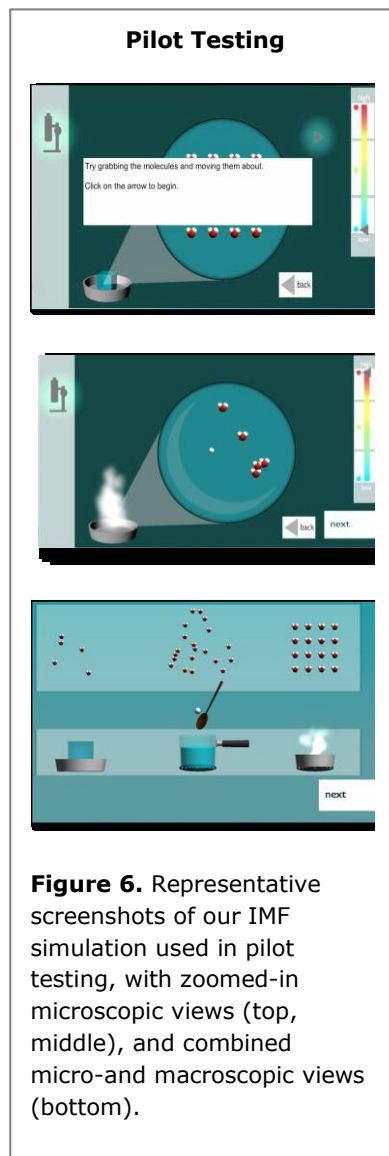 Pilot Testing
Try grabbing the molecules and moving them about.
Click on the arrow to begin.
low
back
back
next
next
Figure 6. Representative
screenshots of our IMF
simulation used in pilot
testing, with zoomed-in
microscopic views (top,
middle), and combined
micro-and macroscopic views
(bottom).